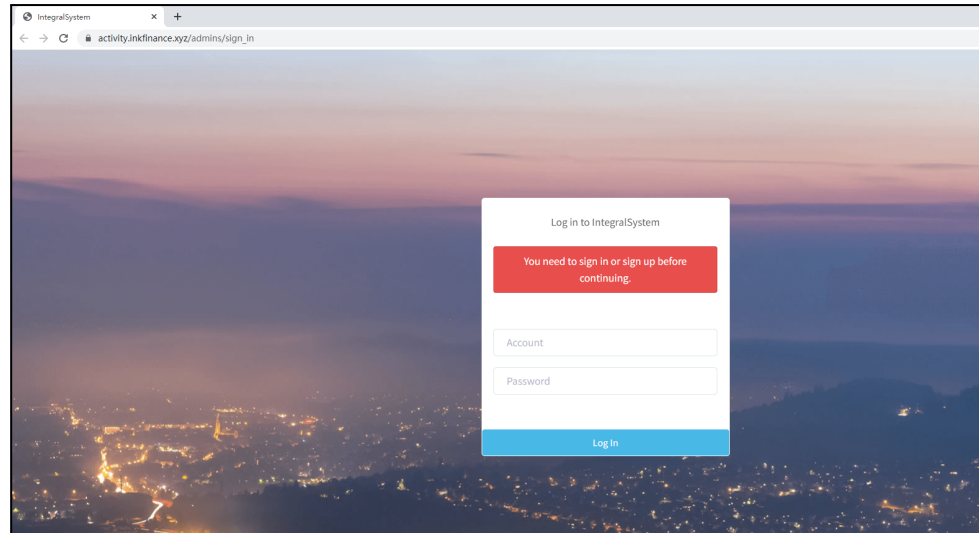 IntegralSystem
activity.inkfinance.xyz/admins/sign_in
Log in to IntegralSystem
You need to sign in or sign up before
continuing.
Account
Password
Log In